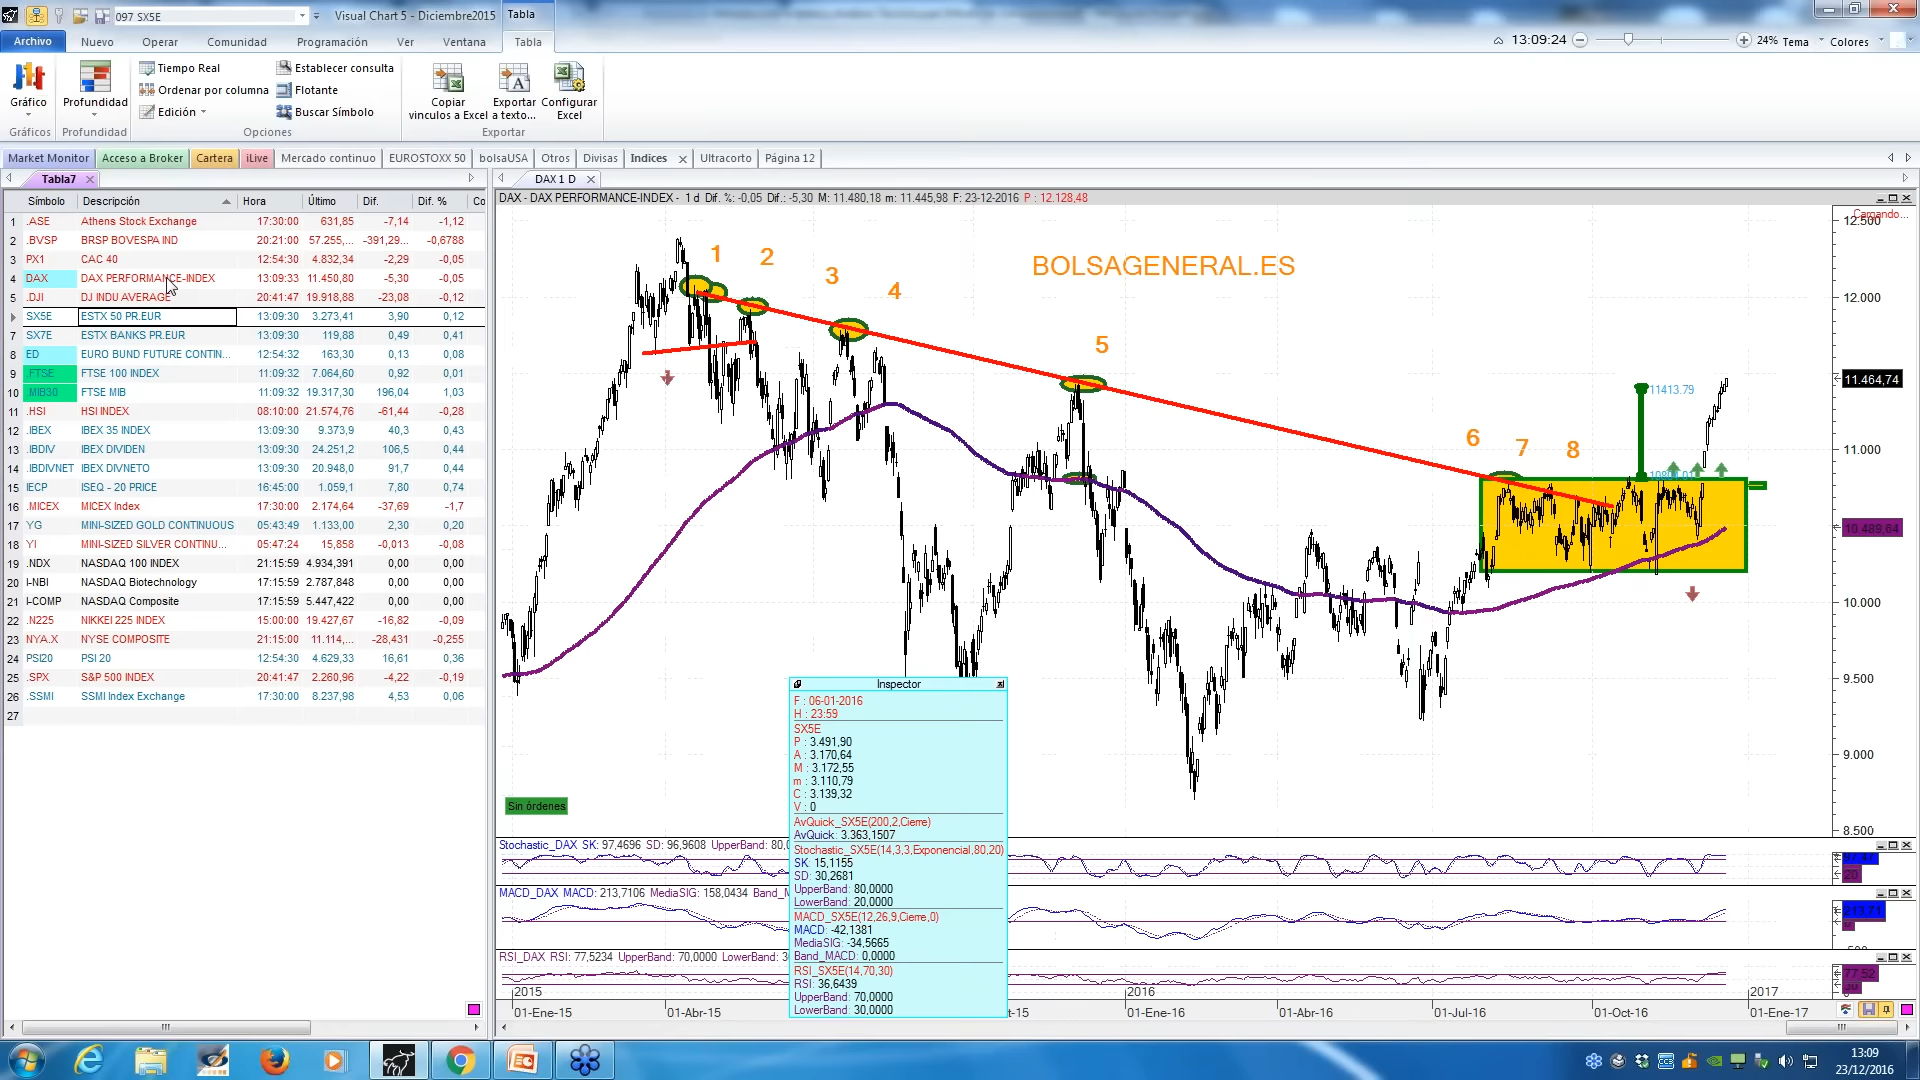 097 SX5E
Visual Chart 5 - Diciembre2015
Tabla
Archivo Nuevo Operar Comunidad Programación Ver Ventana Tabla
13:09:24 24% Tema Colores
Gráfico
Gráficos
Profundidad
Profundidad
Tiempo Real
Ordenar por columna
Edición
Establecer consulta
Flotante
Buscar Símbolo
Opciones
Copiar vinculos a Excel
Exportar a texto...
Configurar Excel
Exportar
Market Monitor Acceso a Broker Cartera iLive Mercado continuo EUROSTOXX 50 bolsaUSA Otros Divisas Indices Ultracorto Página 12
Tabla7
Símbolo Descripción Hora Último Dif. Dif. % Co
1 .ASE Athens Stock Exchange 17:30:00 631,85 -7,14 -1,12
2 .BVSP BRSP BOVESPA IND 20:21:00 57.255,... -391,29... -0,6788
3 PX1 CAC 40 12:54:30 4.832,34 -2,29 -0,05
4 DAX DAX PERFORMANCE-INDEX 13:09:33 11.450,80 -5,30 -0,05
5 .DJI DJ INDU AVERAGE 20:41:47 19.918,88 -23,08 -0,12
SX5E ESTX 50 PR.EUR 13:09:30 3.273,41 3,90 0,12
7 SX7E ESTX BANKS PR.EUR 13:09:30 119,88 0,49 0,41
8 ED EURO BUND FUTURE CONTIN... 12:54:32 163,30 0,13 0,08
9 .FTSE FTSE 100 INDEX 11:09:32 7.064,60 0,92 0,01
10 .MIB30 FTSE MIB 11:09:32 19.317,30 196,04 1,03
11 .HSI HSI INDEX 08:10:00 21.574,76 -61,44 -0,28
12 .IBEX IBEX 35 INDEX 13:09:30 9.373,9 40,3 0,43
13 .IBDIV IBEX DIVIDEN 13:09:30 24.251,2 106,5 0,44
14 .IBDIVNET IBEX DIVNETO 13:09:30 20.948,0 91,7 0,44
15 IECP ISEQ - 20 PRICE 16:45:00 1.059,1 7,80 0,74
16 .MICEX MICEX Index 17:30:00 2.174,64 -37,69 -1,7
17 YG MINI-SIZED GOLD CONTINUOUS 05:43:49 1.133,00 2,30 0,20
18 YI MINI-SIZED SILVER CONTINU... 05:47:24 15,858 -0,013 -0,08
19 .NDX NASDAQ 100 INDEX 21:15:59 4.934,391 0,00 0,00
20 I-NBI NASDAQ Biotechnology 17:15:59 2.787,848 0,00 0,00
21 I-COMP NASDAQ Composite 17:15:59 5.447,422 0,00 0,00
22 .N225 NIKKEI 225 INDEX 15:00:00 19.427,67 -16,82 -0,09
23 NYA.X NYSE COMPOSITE 21:15:00 11.114,... -28,431 -0,255
24 PSI20 PSI 20 12:54:30 4.629,33 16,61 0,36
25 .SPX S&P 500 INDEX 20:41:47 2.260,96 -4,22 -0,19
26 .SSMI SSMI Index Exchange 17:30:00 8.237,98 4,53 0,06
27
DAX 1 D
DAX - DAX PERFORMANCE-INDEX - 1 d Dif. %: -0,05 Dif.: -5,30 M: 11.480,18 m: 11.445,98 F: 23-12-2016 P : 12.128,48
Cargando...
BOLSAGENERAL.ES
1 2 3 4 5 6 7 8
11413.79
12.500
12.000
11.464,74
11.000
10.489,64
10.000
9.500
9.000
8.500
Sin órdenes
Inspector
F : 06-01-2016
H : 23:59
SX5E
P : 3.491,90
A : 3.170,64
M : 3.172,55
m : 3.110,79
C : 3.139,32
V : 0
AvQuick_SX5E(200,2,Cierre)
AvQuick: 3.363,1507
Stochastic_SX5E(14,3,3,Exponencial,80,20)
SK: 15,1155
SD: 30,2681
UpperBand: 80,0000
LowerBand: 20,0000
MACD_SX5E(12,26,9,Cierre,0)
MACD: -42,1381
MediaSIG: -34,5665
Band_MACD: 0,0000
RSI_SX5E(14,70,30)
RSI: 36,6439
UpperBand: 70,0000
LowerBand: 30,0000
Stochastic_DAX SK: 97,4696 SD: 96,9608 UpperBand: 80,0
97,47
20
MACD_DAX MACD: 213,7106 MediaSIG: 158,0434 Band_M
213,71
RSI_DAX RSI: 77,5234 UpperBand: 70,0000 LowerBand: 3
77,52
2015 2016 2017
01-Ene-15 01-Abr-15 ct-15 01-Ene-16 01-Abr-16 01-Jul-16 01-Oct-16 01-Ene-17
13:09
23/12/2016